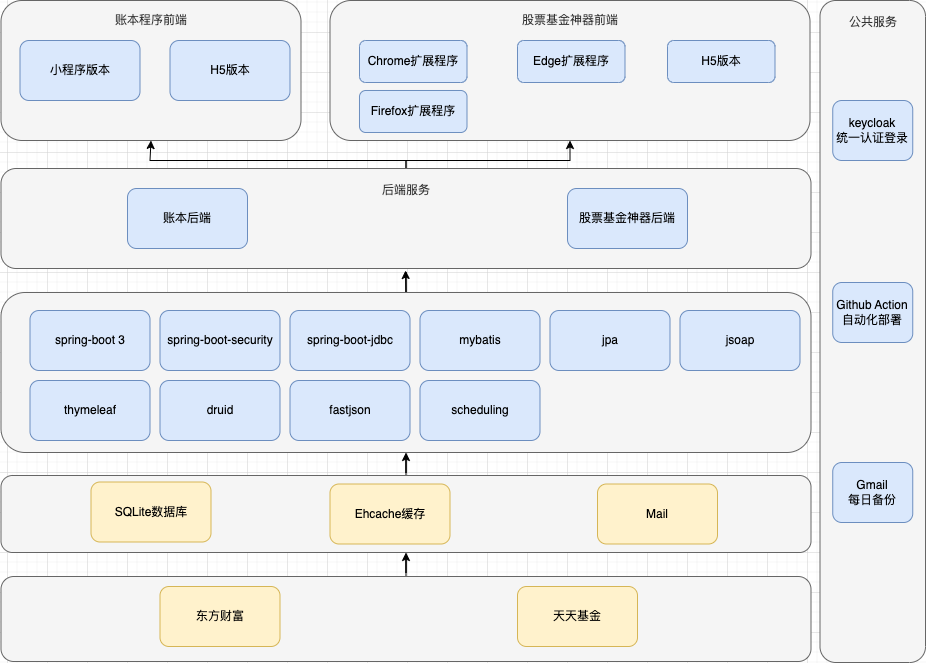 账本程序前端
小程序版本
H5版本
股票基金神器前端
Chrome扩展程序
Edge扩展程序
H5版本
Firefox扩展程序
后端服务
账本后端
股票基金神器后端
spring-boot 3
spring-boot-security
spring-boot-jdbc
mybatis
jpa
jsoap
thymeleaf
druid
fastjson
scheduling
SQLite数据库
Ehcache缓存
Mail
东方财富
天天基金
公共服务
keycloak
统一认证登录
Github Action
自动化部署
Gmail
每日备份